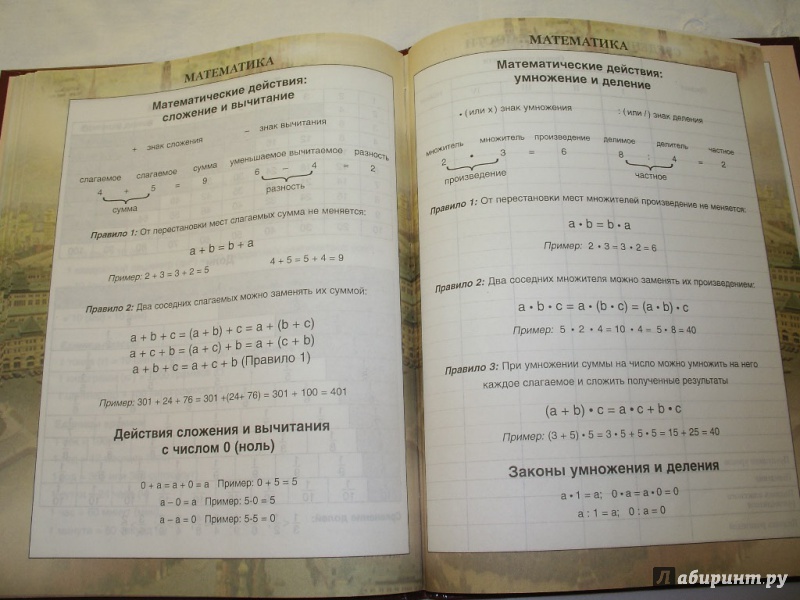 МАТЕМАТИКА
Математические действия:
сложение и вычитание
+ знак сложения – знак вычитания
слагаемое слагаемое сумма уменьшаемое вычитаемое разность
4 + 5 = 9 6 – 4 = 2
сумма разность
Правило 1: От перестановки мест слагаемых сумма не меняется:
a + b = b + a
Пример: 2 + 3 = 3 + 2 = 5 4 + 5 = 5 + 4 = 9
Правило 2: Два соседних слагаемых можно заменять их суммой:
a + b + c = (a + b) + c = a + (b + c)
a + c + b = (a + c) + b = a + (c + b)
a + b + c = a + c + b (Правило 1)
Пример: 301 + 24 + 76 = 301 +(24+ 76) = 301 + 100 = 401
Действия сложения и вычитания
с числом 0 (ноль)
0 + a = a + 0 = a Пример: 0 + 5 = 5
a – 0 = a Пример: 5-0 = 5
a – a = 0 Пример: 5-5 = 0
МАТЕМАТИКА
Математические действия:
умножение и деление
• ( или x ) знак умножения : ( или / ) знак деления
множитель множитель произведение делимое делитель частное
2 • 3 = 6 8 : 4 = 2
произведение частное
Правило 1: От перестановки мест множителей произведение не меняется:
a • b = b • a
Пример: 2 • 3 = 3 • 2 = 6
Правило 2: Два соседних множителя можно заменять их произведением:
a • b • c = a • (b • c) = (a • b) • c
Пример: 5 • 2 • 4 = 10 • 4 = 5 • 8 = 40
Правило 3: При умножении суммы на число можно умножить на него
каждое слагаемое и сложить полученные результаты
(a + b) • c = a • c + b • c
Пример: (3 + 5) • 5 = 3 • 5 + 5 • 5 = 15 + 25 = 40
Законы умножения и деления
a • 1 = a; 0 • a = a • 0 = 0
a : 1 = a; 0 : a = 0
Лабиринт.ру